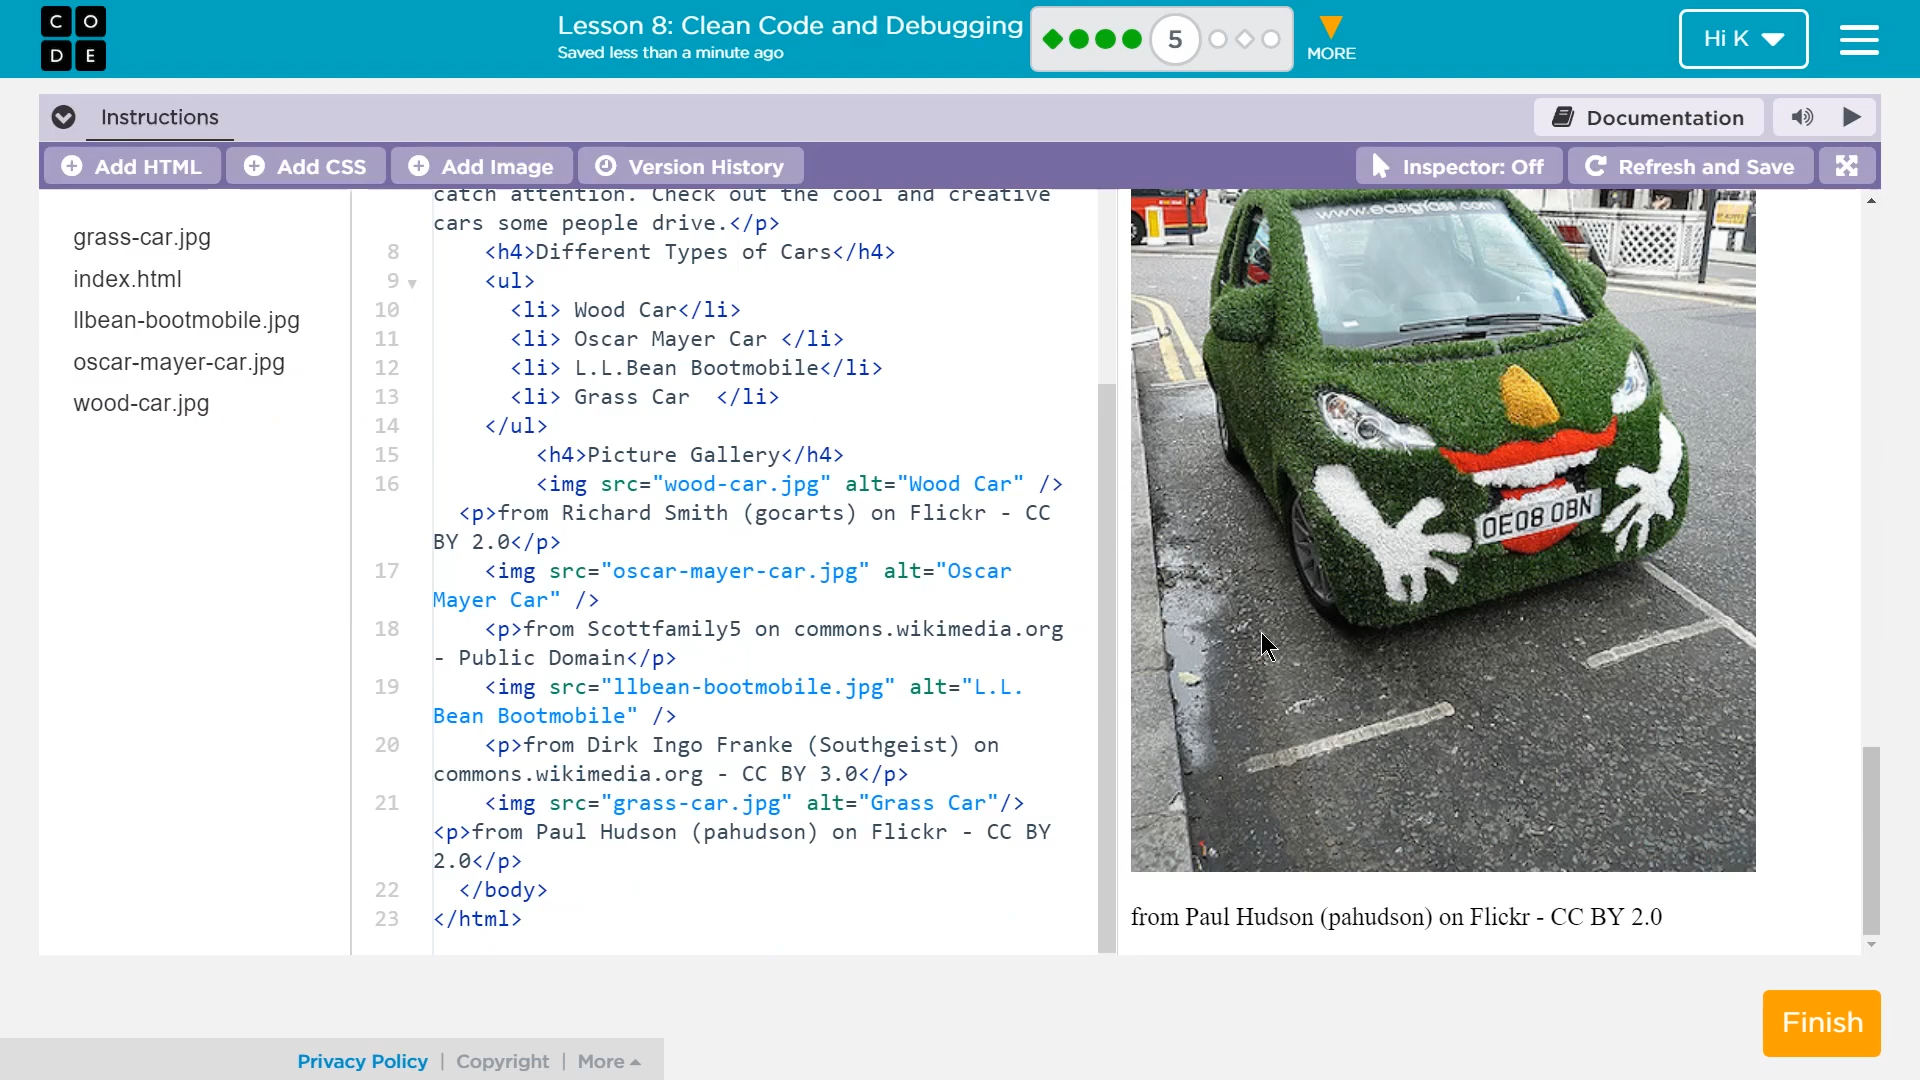 C O
D E
Lesson 8: Clean Code and Debugging
Saved less than a minute ago
5
MORE
Hi K
Instructions
Documentation
Add HTML
Add CSS
Add Image
Version History
Inspector: Off
Refresh and Save
grass-car.jpg
index.html
llbean-bootmobile.jpg
oscar-mayer-car.jpg
wood-car.jpg
catch attention. Check out the cool and creative
cars some people drive.</p>
8 <h4>Different Types of Cars</h4>
9 <ul>
10 <li> Wood Car</li>
11 <li> Oscar Mayer Car </li>
12 <li> L.L.Bean Bootmobile</li>
13 <li> Grass Car  </li>
14 </ul>
15 <h4>Picture Gallery</h4>
16 <img src="wood-car.jpg" alt="Wood Car" />
<p>from Richard Smith (gocarts) on Flickr - CC
BY 2.0</p>
17 <img src="oscar-mayer-car.jpg" alt="Oscar
Mayer Car" />
18 <p>from Scottfamily5 on commons.wikimedia.org
- Public Domain</p>
19 <img src="llbean-bootmobile.jpg" alt="L.L.
Bean Bootmobile" />
20 <p>from Dirk Ingo Franke (Southgeist) on
commons.wikimedia.org - CC BY 3.0</p>
21 <img src="grass-car.jpg" alt="Grass Car"/>
<p>from Paul Hudson (pahudson) on Flickr - CC BY
2.0</p>
22 </body>
23 </html>
www.easigrass.com
OE08 OBN
from Paul Hudson (pahudson) on Flickr - CC BY 2.0
Finish
Privacy Policy | Copyright | More